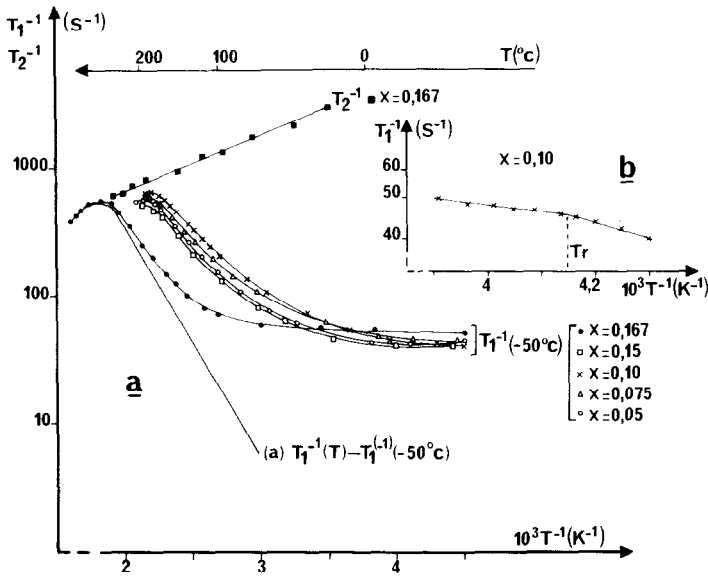 T₁⁻¹ (S⁻¹)
T₂⁻¹
200 100 0 T(°c)
T₂⁻¹ ■ X=0,167
1000
100
10
a
T₁⁻¹ (S⁻¹)
X=0,10
b
60
50
40
Tr
4 4,2
10³T⁻¹(K⁻¹)
T₁⁻¹(-50°c)
• X=0,167
□ X=0,15
× X=0,10
△ X=0,075
○ X=0,05
(a) T₁⁻¹(T)–T₁⁽⁻¹⁾(-50°c)
10³T⁻¹(K⁻¹)
2 3 4